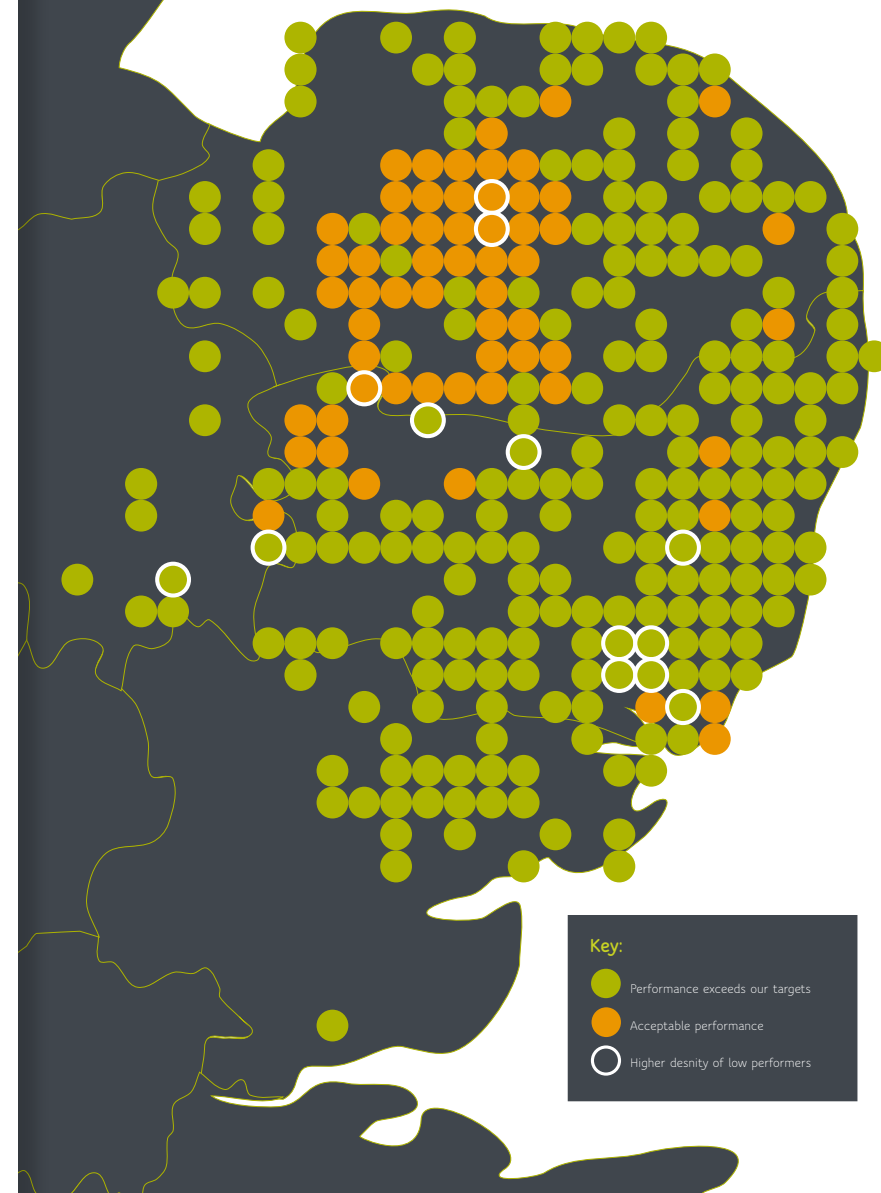 Key:
Performance exceeds our targets
Acceptable performance
Higher desnity of low performers